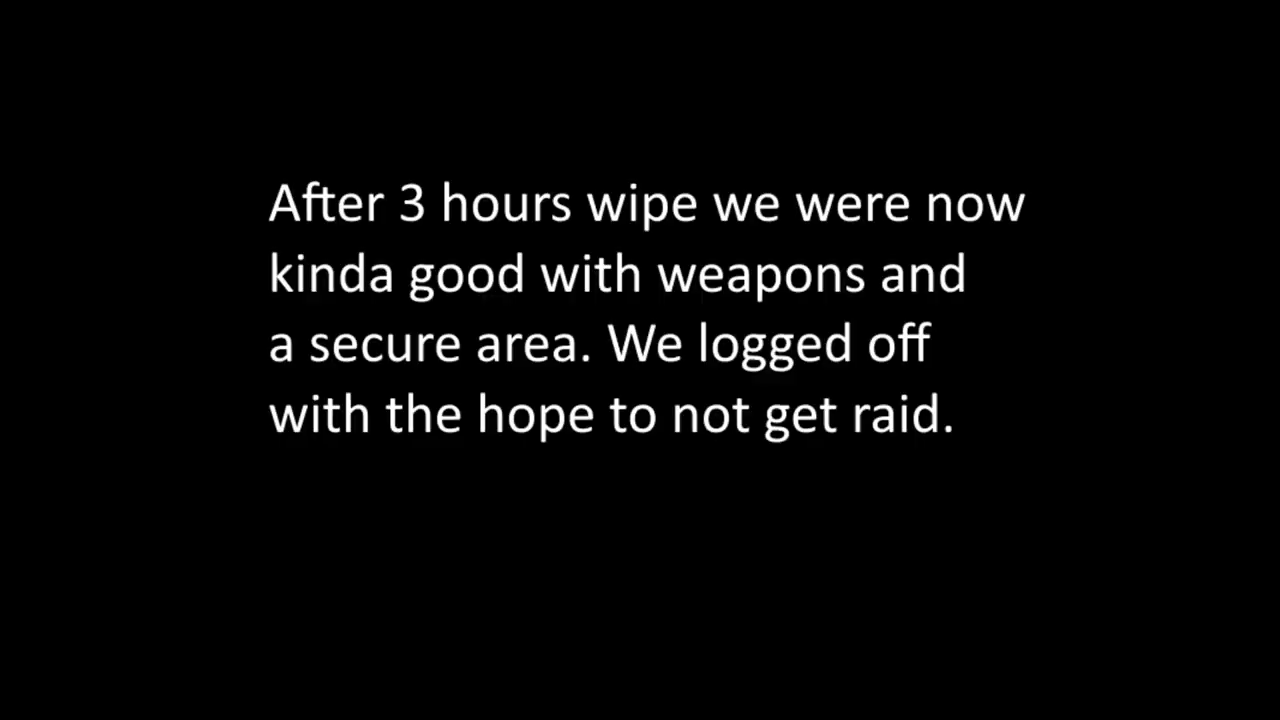 After 3 hours wipe we were now
kinda good with weapons and
a secure area. We logged off
with the hope to not get raid.